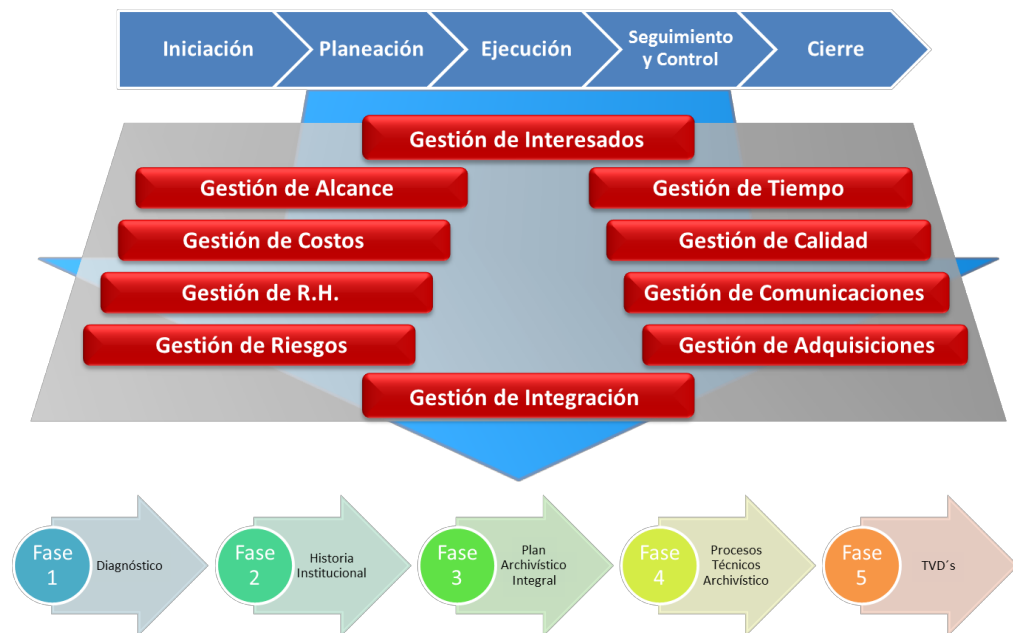 Iniciación
Planeación
Ejecución
Seguimiento
y Control
Cierre
Gestión de Interesados
Gestión de Alcance
Gestión de Tiempo
Gestión de Costos
Gestión de Calidad
Gestión de R.H.
Gestión de Comunicaciones
Gestión de Riesgos
Gestión de Adquisiciones
Gestión de Integración
Fase
1
Diagnóstico
Fase
2
Historia
Institucional
Fase
3
Plan
Archivístico
Integral
Fase
4
Procesos
Técnicos
Archivístico
Fase
5
TVD´s